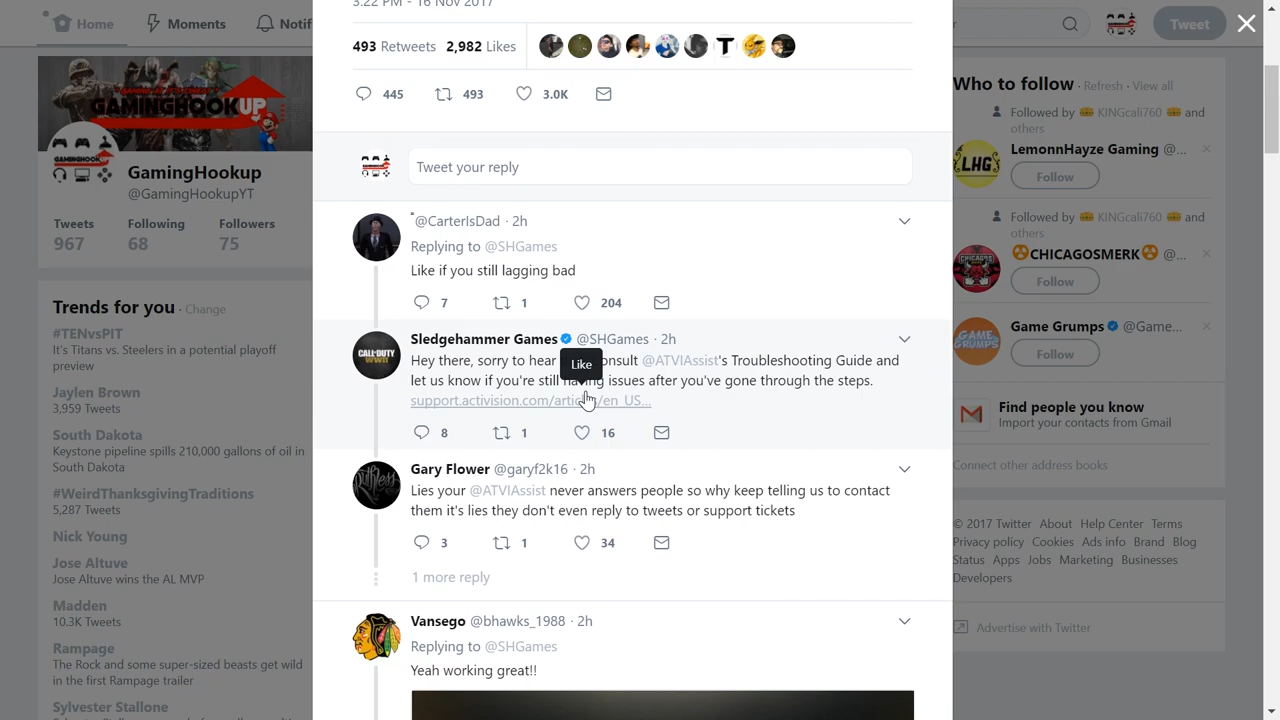 3:22 PM - 16 Nov 2017
Home
Moments
Notif
Tweet
493 Retweets 2,982 Likes
445 493 3.0K
Tweet your reply
GAMINGHOOKUP
GamingHookup
@GamingHookupYT
Tweets Following Followers
967 68 75
Trends for you · Change
#TENvsPIT
It's Titans vs. Steelers in a potential playoff
preview
Jaylen Brown
3,959 Tweets
South Dakota
Keystone pipeline spills 210,000 gallons of oil in
South Dakota
#WeirdThanksgivingTraditions
5,287 Tweets
Nick Young
Jose Altuve
Jose Altuve wins the AL MVP
Madden
10.3K Tweets
Rampage
The Rock and some super-sized beasts get wild
in the first Rampage trailer
Sylvester Stallone
@CarterIsDad · 2h
Replying to @SHGames
Like if you still lagging bad
7 1 204
CALL·DUTY
WWII
Sledgehammer Games @SHGames · 2h
Hey there, sorry to hear onsult @ATVIAssist's Troubleshooting Guide and
Like
let us know if you're still having issues after you've gone through the steps.
support.activision.com/artic /en_US...
8 1 16
Gary Flower @garyf2k16 · 2h
Lies your @ATVIAssist never answers people so why keep telling us to contact
them it's lies they don't even reply to tweets or support tickets
3 1 34
1 more reply
Vansego @bhawks_1988 · 2h
Replying to @SHGames
Yeah working great!!
Who to follow · Refresh · View all
Followed by KINGcali760 and
others
LemonnHayze Gaming @...
LHG
Follow
Followed by KINGcali760 and
others
CHICAGOSMERK @...
Follow
Game Grumps @Game...
GAME
GRUMPS
Follow
Find people you know
Import your contacts from Gmail
Connect other address books
© 2017 Twitter About Help Center Terms
Privacy policy Cookies Ads info Brand Blog
Status Apps Jobs Marketing Businesses
Developers
Advertise with Twitter